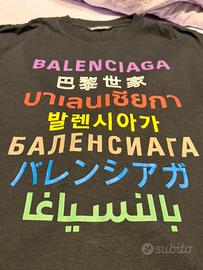 BALENCIAGA
巴黎世家
บาเลนเซียกา
발렌시아가
БАЛЕНСИАГА
バレンシアガ
بالنسياغا
subito